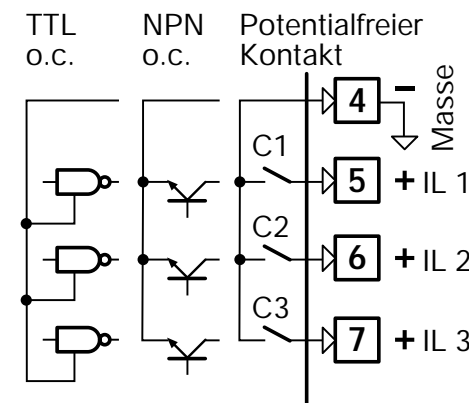 TTL
o.c.
NPN
o.c.
Potentialfreier
Kontakt
4
–
Masse
C1
5
+ IL 1
C2
6
+ IL 2
C3
7
+ IL 3